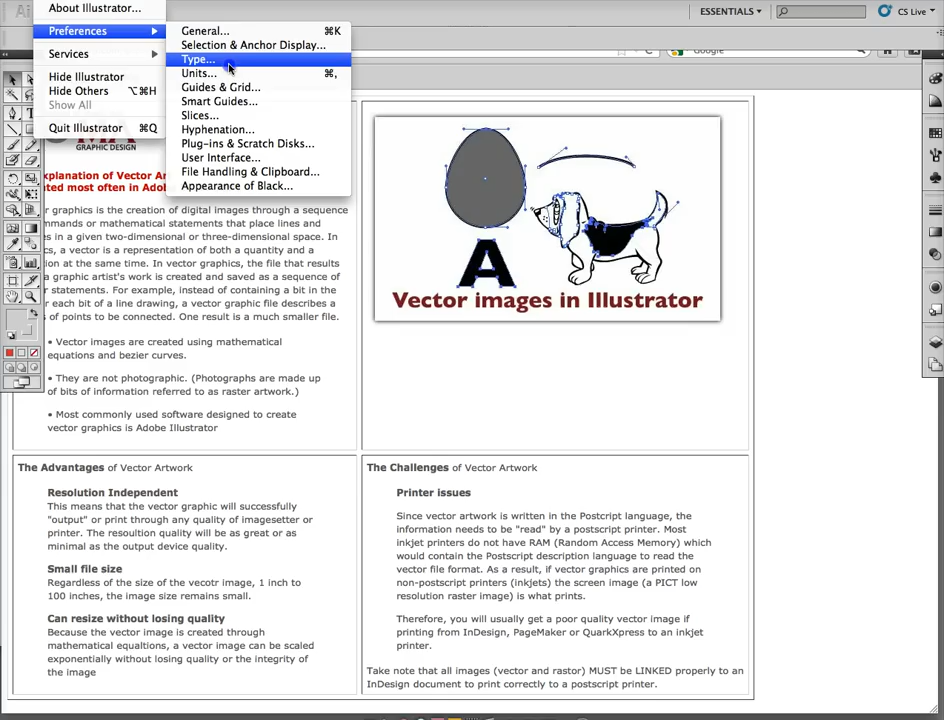 About Illustrator...
ESSENTIALS
CS Live
Preferences
Services
Hide Illustrator
Hide Others ⌥⌘H
Show All
Quit Illustrator ⌘Q
General... ⌘K
Selection & Anchor Display...
Type...
Units... ⌘,
Guides & Grid...
Smart Guides...
Slices...
Hyphenation...
Plug-ins & Scratch Disks...
User Interface...
File Handling & Clipboard...
Appearance of Black...
Google
GRAPHIC DESIGN
xplanation of Vector
ated most often in Adob
r graphics is the creation of digital images through a sequence
mmands or mathematical statements that place lines and
es in a given two-dimensional or three-dimensional space. In
cs, a vector is a representation of both a quantity and a
ion at the same time. In vector graphics, the file that results
a graphic artist's work is created and saved as a sequence of
r statements. For example, instead of containing a bit in the
r each bit of a line drawing, a vector graphic file describes a
s of points to be connected. One result is a much smaller file.
• Vector images are created using mathematical
equations and bezier curves.
• They are not photographic. (Photographs are made up
of bits of information referred to as raster artwork.)
• Most commonly used software designed to create
vector graphics is Adobe Illustrator
A
Vector images in Illustrator
The Advantages of Vector Artwork
Resolution Independent
This means that the vector graphic will successfully
"output" or print through any quality of imagesetter or
printer. The resoultion quality will be as great or as
minimal as the output device quality.
Small file size
Regardless of the size of the vecotr image, 1 inch to
100 inches, the image size remains small.
Can resize without losing quality
Because the vector image is created through
mathematical equaltions, a vector image can be scaled
exponentially without losing quality or the integrity of
the image
The Challenges of Vector Artwork
Printer issues
Since vector artwork is written in the Postcript language, the
information needs to be "read" by a postscript printer. Most
inkjet printers do not have RAM (Random Access Memory) which
would contain the Postscript description language to read the
vector file format. As a result, if vector graphics are printed on
non-postscript printers (inkjets) the screen image (a PICT low
resolution raster image) is what prints.
Therefore, you will usually get a poor quality vector image if
printing from InDesign, PageMaker or QuarkXpress to an inkjet
printer.
Take note that all images (vector and rastor) MUST be LINKED properly to an
InDesign document to print correctly to a postscript printer.